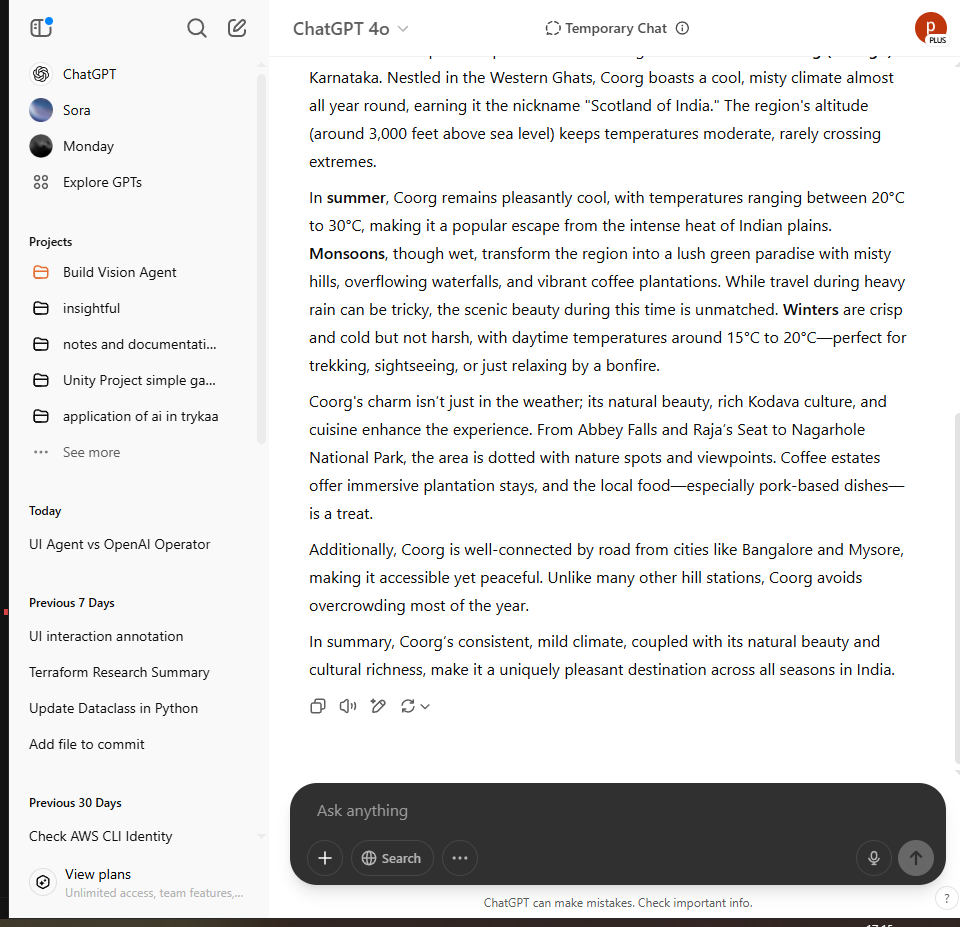 ChatGPT 4o
Temporary Chat
P
PLUS
ChatGPT
Sora
Monday
Explore GPTs
Projects
Build Vision Agent
insightful
notes and documentati...
Unity Project simple ga...
application of ai in trykaa
See more
Today
UI Agent vs OpenAI Operator
Previous 7 Days
UI interaction annotation
Terraform Research Summary
Update Dataclass in Python
Add file to commit
Previous 30 Days
Check AWS CLI Identity
View plans
Unlimited access, team features,...
Karnataka. Nestled in the Western Ghats, Coorg boasts a cool, misty climate almost
all year round, earning it the nickname "Scotland of India." The region's altitude
(around 3,000 feet above sea level) keeps temperatures moderate, rarely crossing
extremes.
In summer, Coorg remains pleasantly cool, with temperatures ranging between 20°C
to 30°C, making it a popular escape from the intense heat of Indian plains.
Monsoons, though wet, transform the region into a lush green paradise with misty
hills, overflowing waterfalls, and vibrant coffee plantations. While travel during heavy
rain can be tricky, the scenic beauty during this time is unmatched. Winters are crisp
and cold but not harsh, with daytime temperatures around 15°C to 20°C—perfect for
trekking, sightseeing, or just relaxing by a bonfire.
Coorg's charm isn't just in the weather; its natural beauty, rich Kodava culture, and
cuisine enhance the experience. From Abbey Falls and Raja's Seat to Nagarhole
National Park, the area is dotted with nature spots and viewpoints. Coffee estates
offer immersive plantation stays, and the local food—especially pork-based dishes—
is a treat.
Additionally, Coorg is well-connected by road from cities like Bangalore and Mysore,
making it accessible yet peaceful. Unlike many other hill stations, Coorg avoids
overcrowding most of the year.
In summary, Coorg's consistent, mild climate, coupled with its natural beauty and
cultural richness, make it a uniquely pleasant destination across all seasons in India.
Ask anything
Search
ChatGPT can make mistakes. Check important info.
?